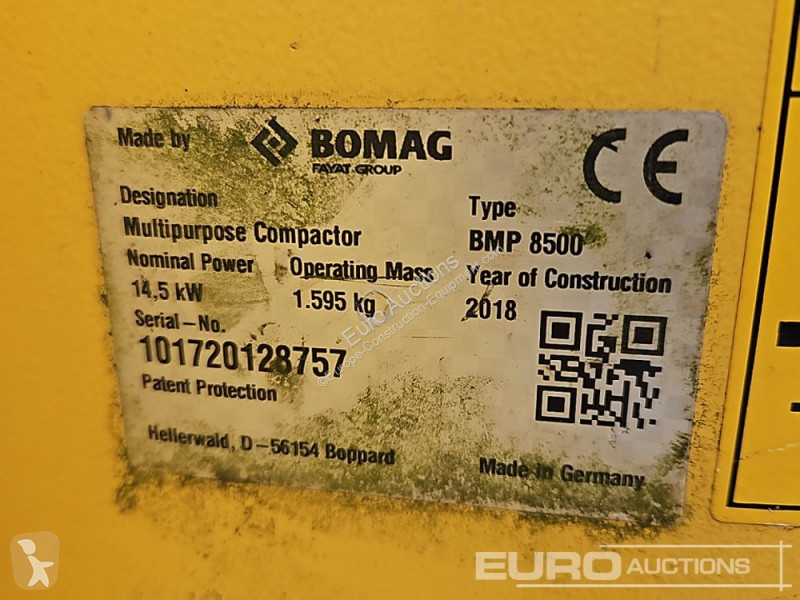 Made by BOMAG
FAYAT GROUP
CE
Designation
Multipurpose Compactor
Type
BMP 8500
Nominal Power
14,5 kW
Operating Mass
1.595 kg
Year of Construction
2018
Serial-No.
101720128757
Patent Protection
Hellerwald, D-56154 Boppard
Made in Germany
Euro Auctions
EURO AUCTIONS